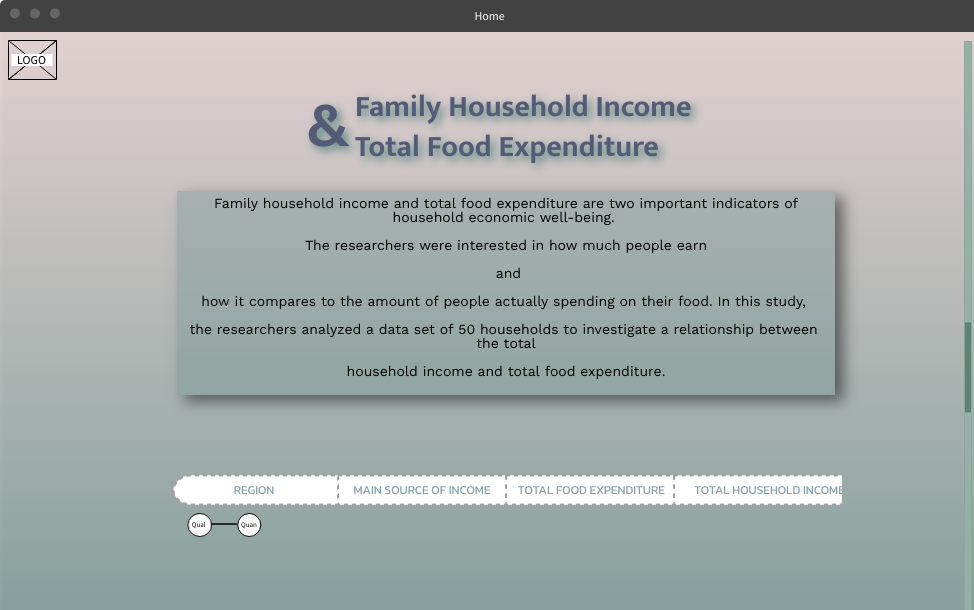 Home
LOGO
& Family Household Income
Total Food Expenditure
Family household income and total food expenditure are two important indicators of
household economic well-being.
The researchers were interested in how much people earn
and
how it compares to the amount of people actually spending on their food. In this study,
the researchers analyzed a data set of 50 households to investigate a relationship between
the total
household income and total food expenditure.
REGION MAIN SOURCE OF INCOME TOTAL FOOD EXPENDITURE TOTAL HOUSEHOLD INCOME
Qual Quan